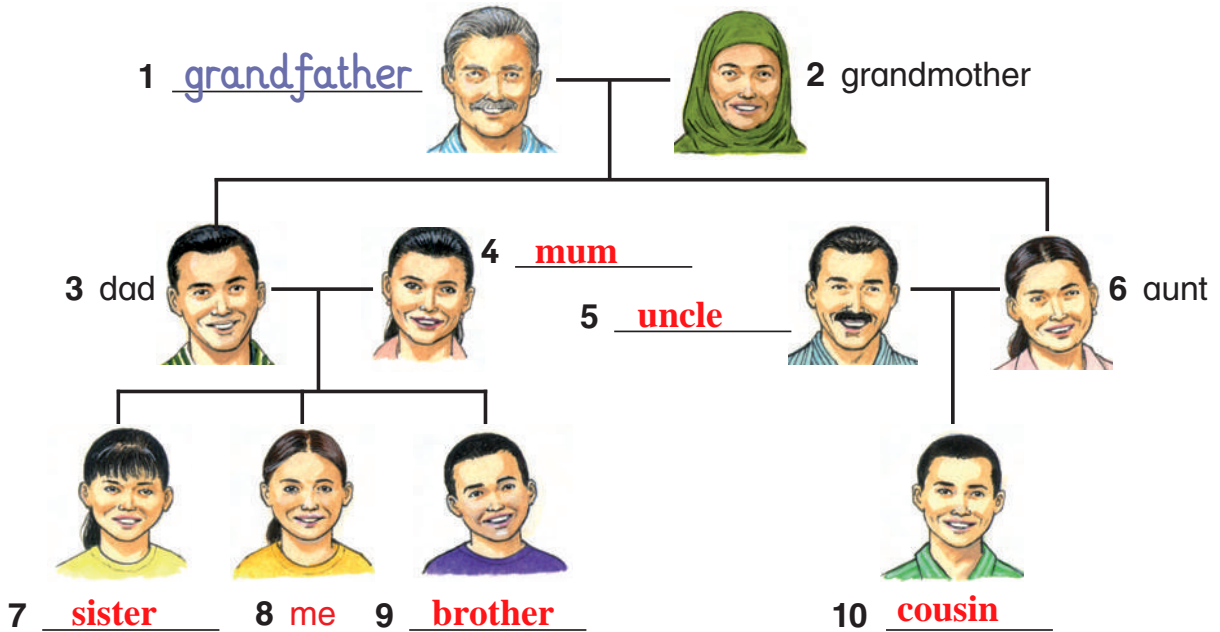 1 grandfather
2 grandmother
3 dad
4 mum
5 uncle
6 aunt
7 sister
8 me
9 brother
10 cousin